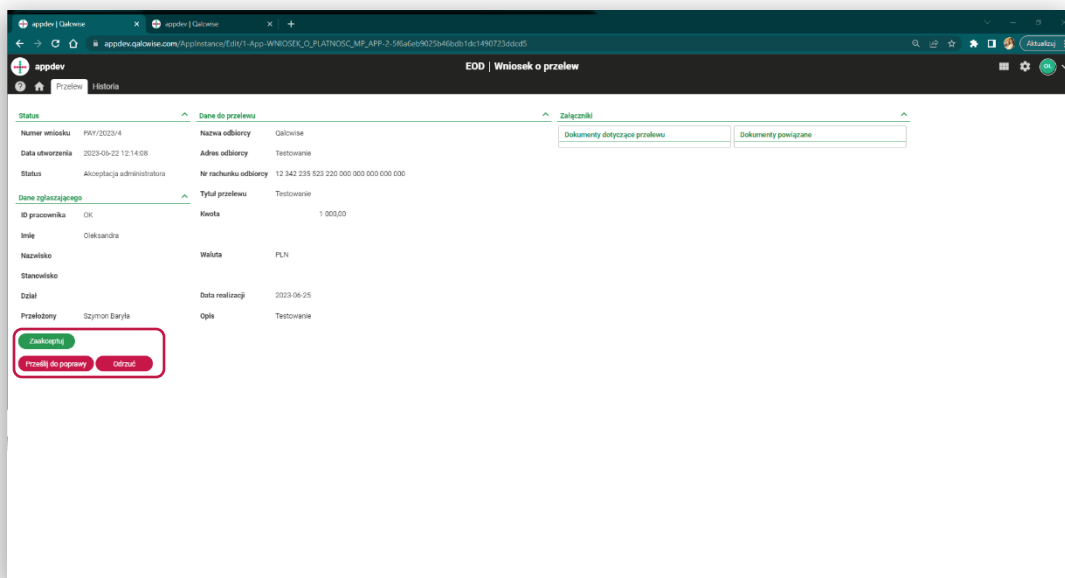 appdev | Qalcwise
appdev | Qalcwise
appdev.qalcwise.com/AppInstance/Edit/1-App-WNIOSEK_O_PLATNOSC_MP_APP-2-5f6a6eb9025b46bdb1dc1490723ddcd5
Aktualizuj
appdev
EOD | Wniosek o przelew
OL
Przelew
Historia
Status
Numer wniosku PAY/2023/4
Data utworzenia 2023-06-22 12:14:08
Status Akceptacja administratora
Dane zgłaszającego
ID pracownika OK
Imię Oleksandra
Nazwisko
Stanowisko
Dział
Przełożony Szymon Baryła
Zaakceptuj
Prześlij do poprawy
Odrzuć
Dane do przelewu
Nazwa odbiorcy Qalcwise
Adres odbiorcy Testowanie
Nr rachunku odbiorcy 12 342 235 523 220 000 000 000 000 000
Tytuł przelewu Testowanie
Kwota 1 000,00
Waluta PLN
Data realizacji 2023-06-25
Opis Testowanie
Załączniki
Dokumenty dotyczące przelewu
Dokumenty powiązane